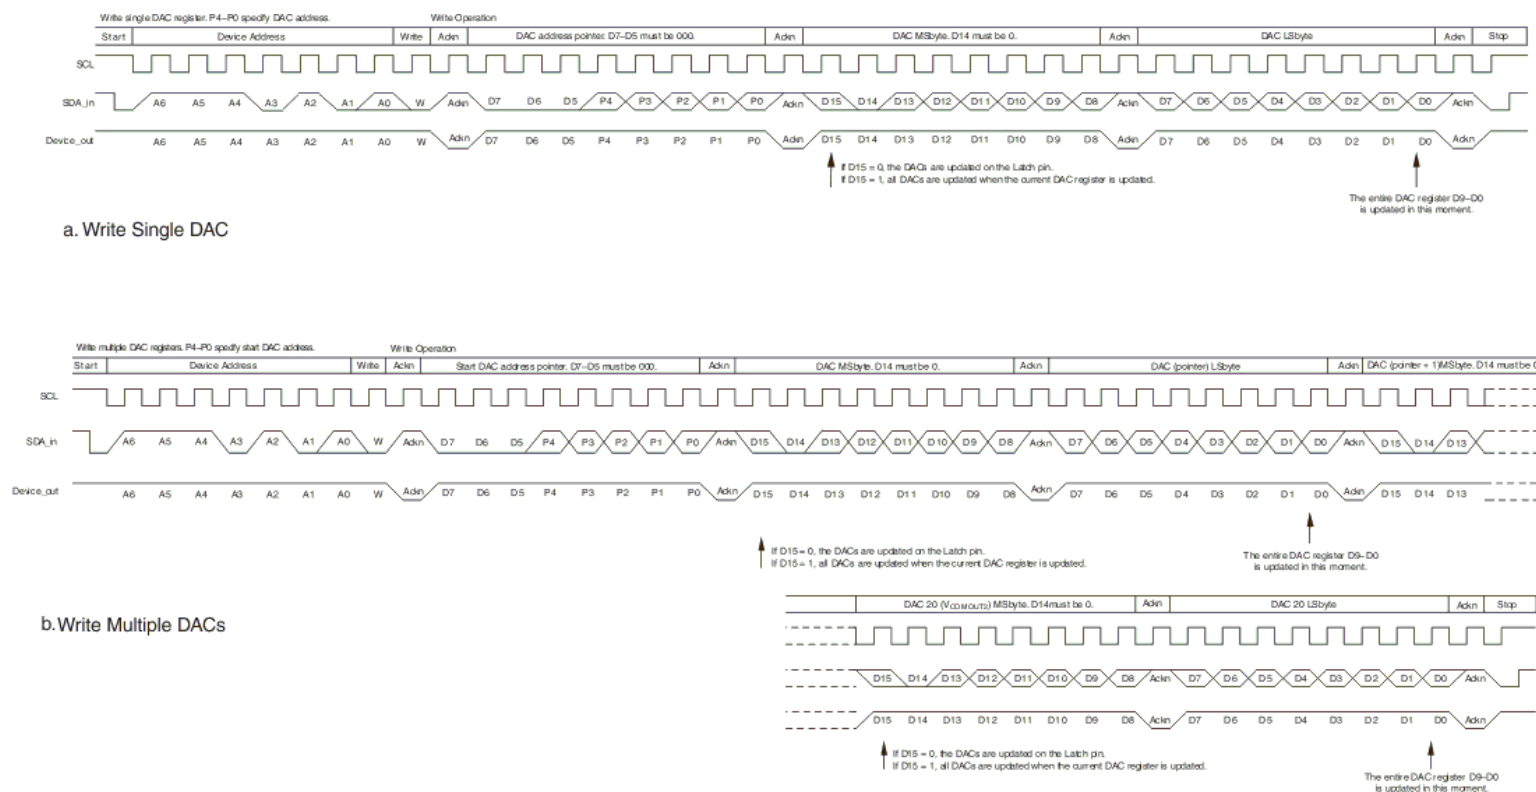 Write single DAC register. P4–P0 specify DAC address. Write Operation
Start Device Address Write Ackn DAC address pointer. D7–D5 must be 000. Ackn DAC MSbyte. D14 must be 0. Ackn DAC LSbyte Ackn Stop
SCL
SDA_in A6 A5 A4 A3 A2 A1 A0 W Ackn D7 D6 D5 P4 P3 P2 P1 P0 Ackn D15 D14 D13 D12 D11 D10 D9 D8 Ackn D7 D6 D5 D4 D3 D2 D1 D0 Ackn
Device_out A6 A5 A4 A3 A2 A1 A0 W Ackn D7 D6 D5 P4 P3 P2 P1 P0 Ackn D15 D14 D13 D12 D11 D10 D9 D8 Ackn D7 D6 D5 D4 D3 D2 D1 D0 Ackn
If D15 = 0, the DACs are updated on the Latch pin.
If D15 = 1, all DACs are updated when the current DAC register is updated.
The entire DAC register D9–D0
is updated in this moment.
a. Write Single DAC
Write multiple DAC registers. P4–P0 specify start DAC address. Write Operation
Start Device Address Write Ackn Start DAC address pointer. D7–D5 must be 000. Ackn DAC MSbyte. D14 must be 0. Ackn DAC (pointer) LSbyte Ackn DAC (pointer + 1)MSbyte. D14 must be 0
SCL
SDA_in A6 A5 A4 A3 A2 A1 A0 W Ackn D7 D6 D5 P4 P3 P2 P1 P0 Ackn D15 D14 D13 D12 D11 D10 D9 D8 Ackn D7 D6 D5 D4 D3 D2 D1 D0 Ackn D15 D14 D13
Device_out A6 A5 A4 A3 A2 A1 A0 W Ackn D7 D6 D5 P4 P3 P2 P1 P0 Ackn D15 D14 D13 D12 D11 D10 D9 D8 Ackn D7 D6 D5 D4 D3 D2 D1 D0 Ackn D15 D14 D13
If D15 = 0, the DACs are updated on the Latch pin.
If D15 = 1, all DACs are updated when the current DAC register is updated.
The entire DAC register D9–D0
is updated in this moment.
DAC 20 (VCOMOUT2) MSbyte. D14 must be 0. Ackn DAC 20 LSbyte Ackn Stop
b. Write Multiple DACs
D15 D14 D13 D12 D11 D10 D9 D8 Ackn D7 D6 D5 D4 D3 D2 D1 D0 Ackn
D15 D14 D13 D12 D11 D10 D9 D8 Ackn D7 D6 D5 D4 D3 D2 D1 D0 Ackn
If D15 = 0, the DACs are updated on the Latch pin.
If D15 = 1, all DACs are updated when the current DAC register is updated.
The entire DAC register D9–D0
is updated in this moment.